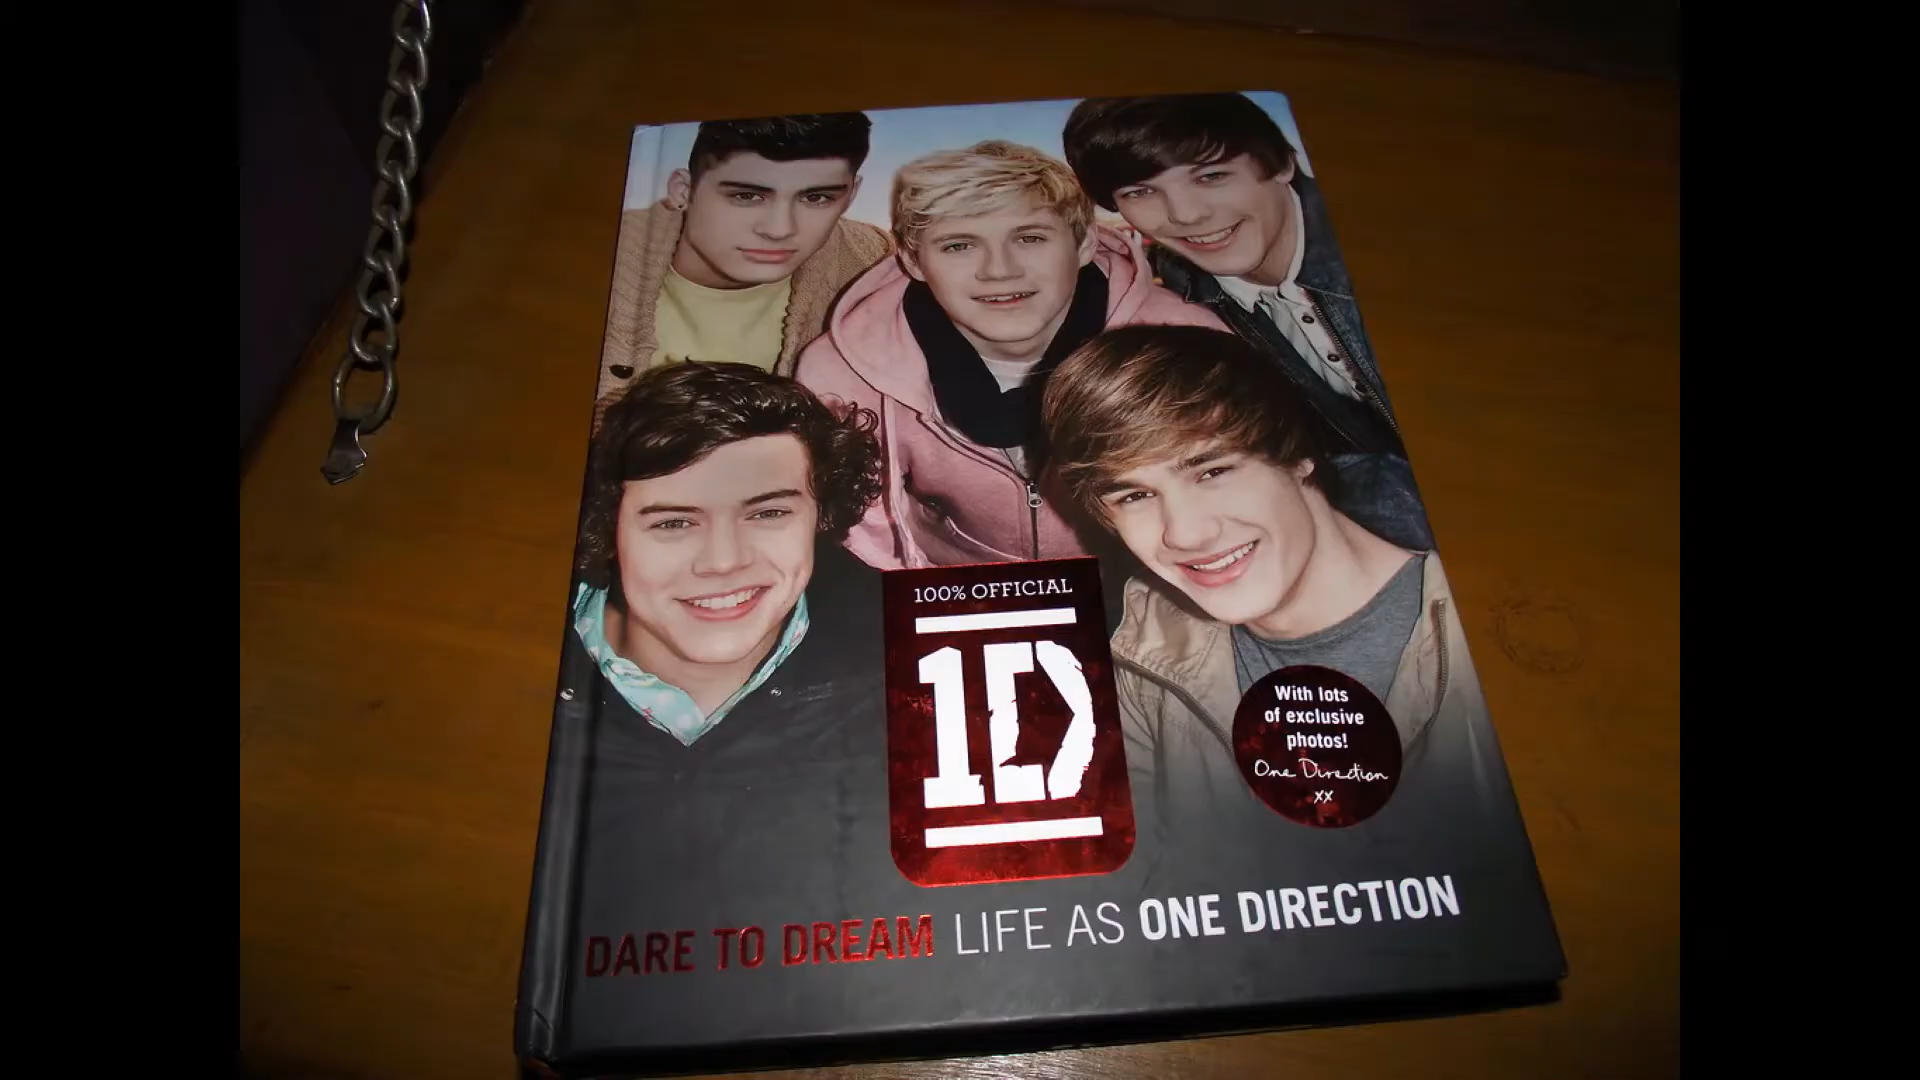 100% OFFICIAL
1D
With lots
of exclusive
photos!
One Direction
xx
DARE TO DREAM LIFE AS ONE DIRECTION